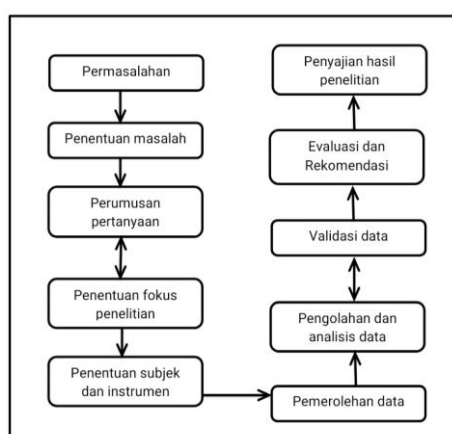 Permasalahan
Penentuan masalah
Perumusan
pertanyaan
Penentuan fokus
penelitian
Penentuan subjek
dan instrumen
Pemerolehan data
Pengolahan dan
analisis data
Validasi data
Evaluasi dan
Rekomendasi
Penyajian hasil
penelitian